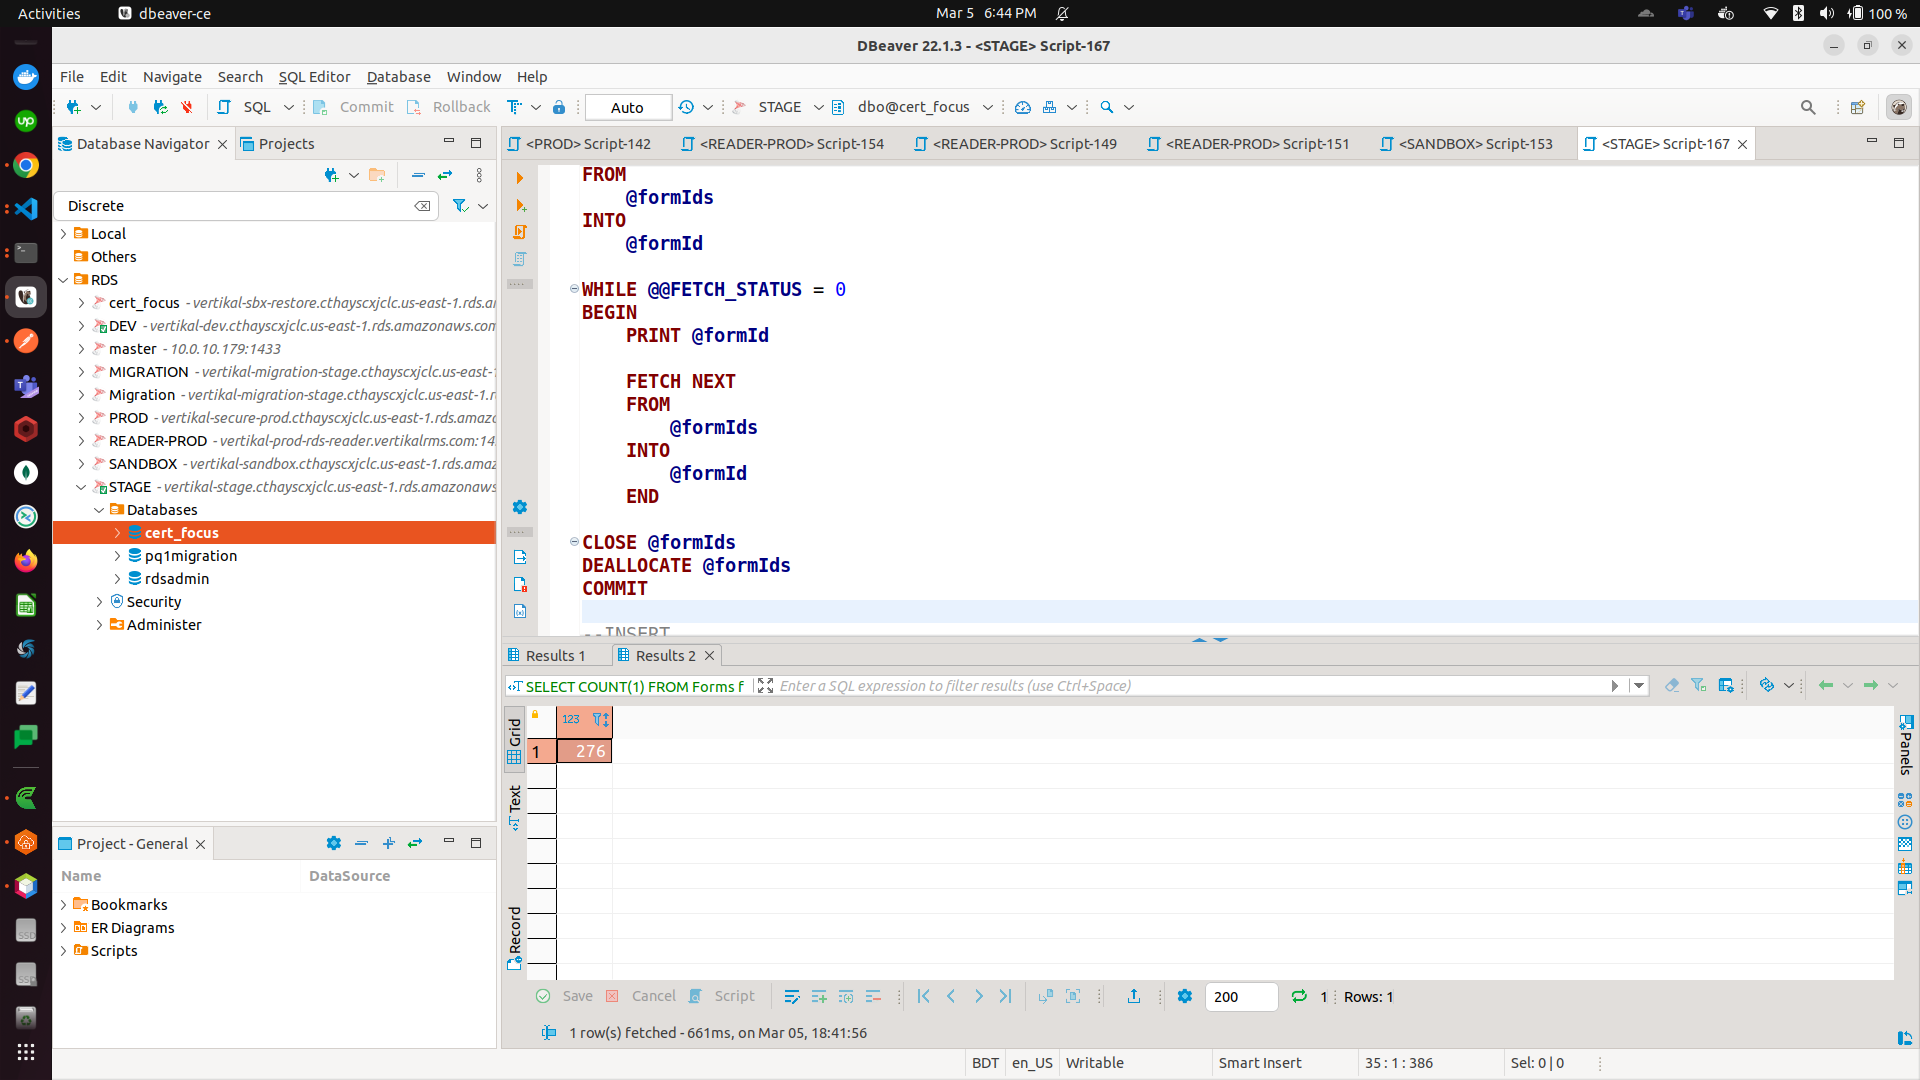 Activities
dbeaver-ce
Mar 5 6:44 PM
100 %
DBeaver 22.1.3 - <STAGE> Script-167
File Edit Navigate Search SQL Editor Database Window Help
SQL Commit Rollback Auto STAGE dbo@cert_focus
Database Navigator
Projects
Discrete
Local
Others
RDS
cert_focus - vertikal-sbx-restore.cthayscxjclc.us-east-1.rds.a
DEV - vertikal-dev.cthayscxjclc.us-east-1.rds.amazonaws.con
master - 10.0.10.179:1433
MIGRATION - vertikal-migration-stage.cthayscxjclc.us-east-
Migration - vertikal-migration-stage.cthayscxjclc.us-east-1.r
PROD - vertikal-secure-prod.cthayscxjclc.us-east-1.rds.amazo
READER-PROD - vertikal-prod-rds-reader.vertikalrms.com:14
SANDBOX - vertikal-sandbox.cthayscxjclc.us-east-1.rds.amaz
STAGE - vertikal-stage.cthayscxjclc.us-east-1.rds.amazonaws
Databases
cert_focus
pq1migration
rdsadmin
Security
Administer
Project - General
Name DataSource
Bookmarks
ER Diagrams
Scripts
<PROD> Script-142
<READER-PROD> Script-154
<READER-PROD> Script-149
<READER-PROD> Script-151
<SANDBOX> Script-153
<STAGE> Script-167
FROM
@formIds
INTO
@formId
WHILE @@FETCH_STATUS = 0
BEGIN
PRINT @formId
FETCH NEXT
FROM
@formIds
INTO
@formId
END
CLOSE @formIds
DEALLOCATE @formIds
COMMIT
--INSERT
Results 1
Results 2
SELECT COUNT(1) FROM Forms f
Enter a SQL expression to filter results (use Ctrl+Space)
Grid
Text
Record
Panels
123
1 276
Save Cancel Script 200 1 Rows: 1
1 row(s) fetched - 661ms, on Mar 05, 18:41:56
BDT en_US Writable Smart Insert 35 : 1 : 386 Sel: 0 | 0